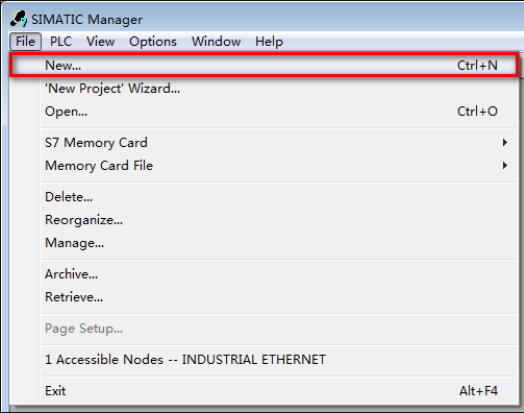 SIMATIC Manager
File PLC View Options Window Help
New... Ctrl+N
'New Project' Wizard...
Open... Ctrl+O
S7 Memory Card
Memory Card File
Delete...
Reorganize...
Manage...
Archive...
Retrieve...
Page Setup...
1 Accessible Nodes -- INDUSTRIAL ETHERNET
Exit Alt+F4